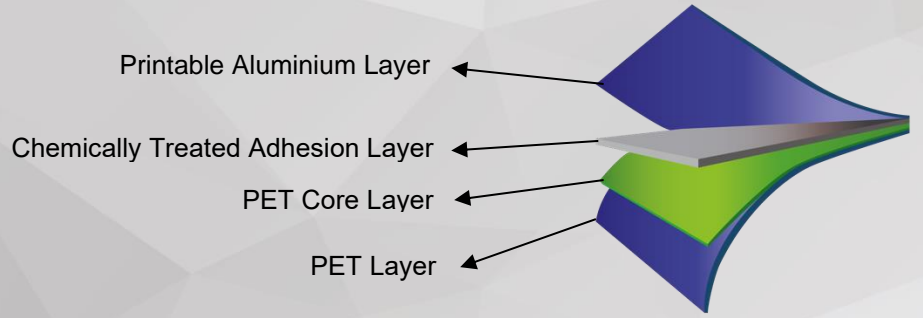 Printable Aluminium Layer
Chemically Treated Adhesion Layer
PET Core Layer
PET Layer